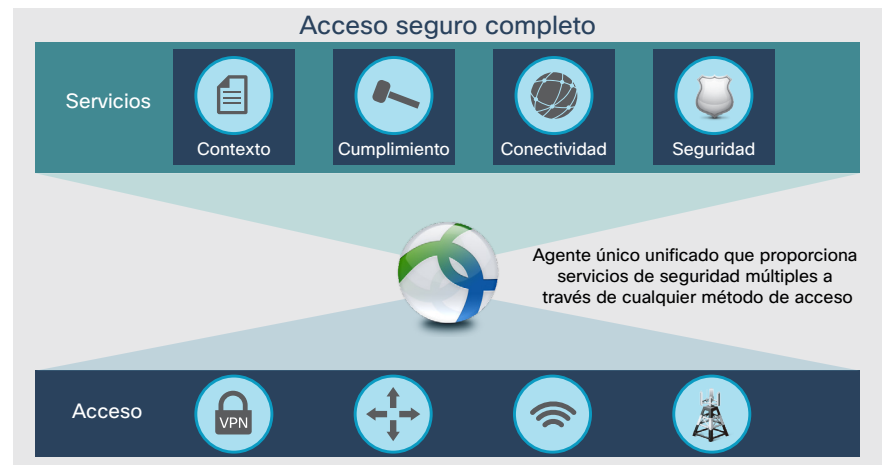 Acceso seguro completo
Servicios
Contexto
Cumplimiento
Conectividad
Seguridad
Agente único unificado que proporciona
servicios de seguridad múltiples a
través de cualquier método de acceso
Acceso
VPN